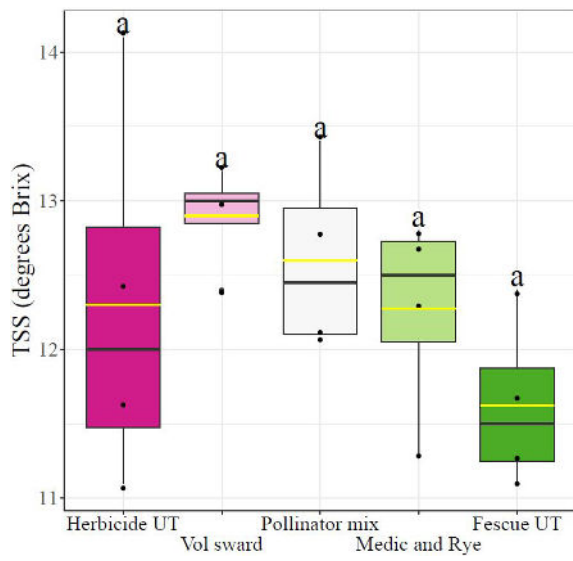 a
14
a
a
13
a
a
12
11
TSS (degrees Brix)
Herbicide UT
Pollinator mix
Fescue UT
Vol sward
Medic and Rye